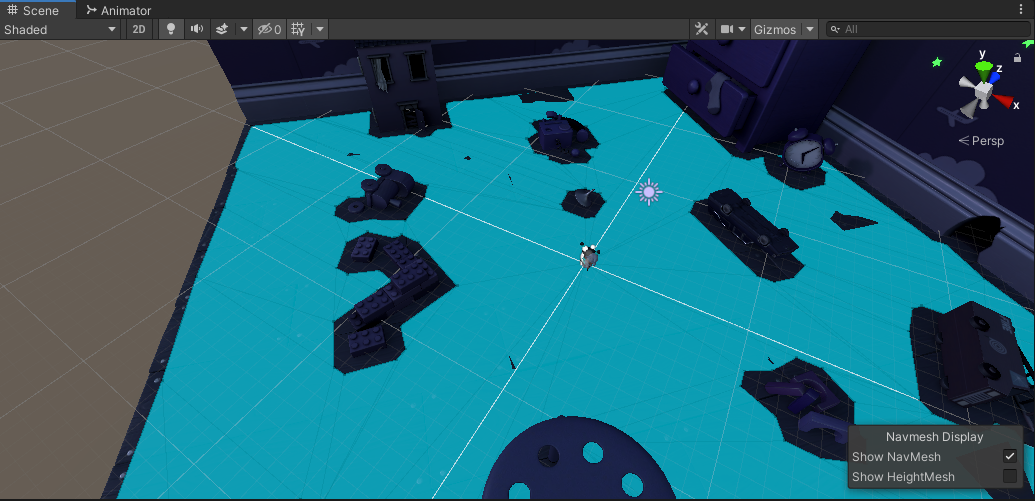 Scene Animator
Shaded 2D 0 Gizmos All
y
z
x
Persp
Navmesh Display
Show NavMesh
Show HeightMesh